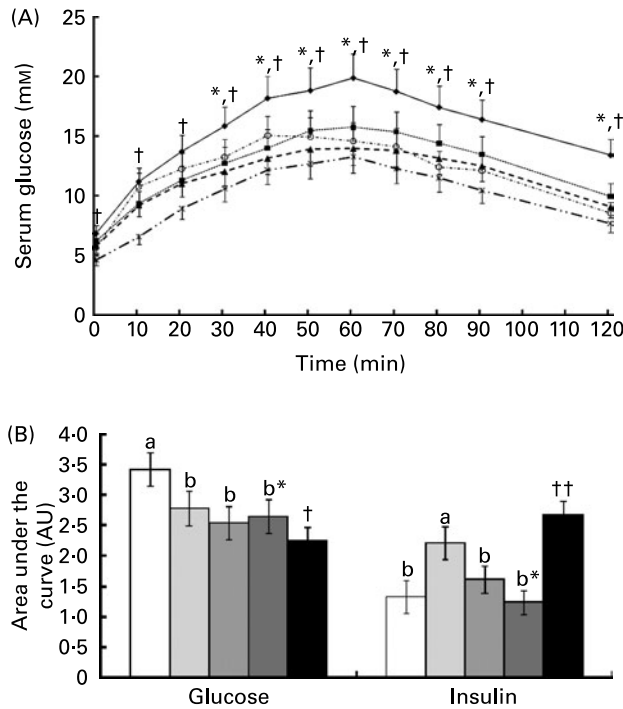 (A)
25
20
15
10
5
0
Serum glucose (mM)
† † † *,† *,† *,† *,† *,† *,† *,† *,†
0 10 20 30 40 50 60 70 80 90 100 110 120
Time (min)
(B)
4·0
3·5
3·0
2·5
2·0
1·5
1·0
0·5
0
Area under the
curve (AU)
a b b b* †
b a b b* ††
Glucose Insulin